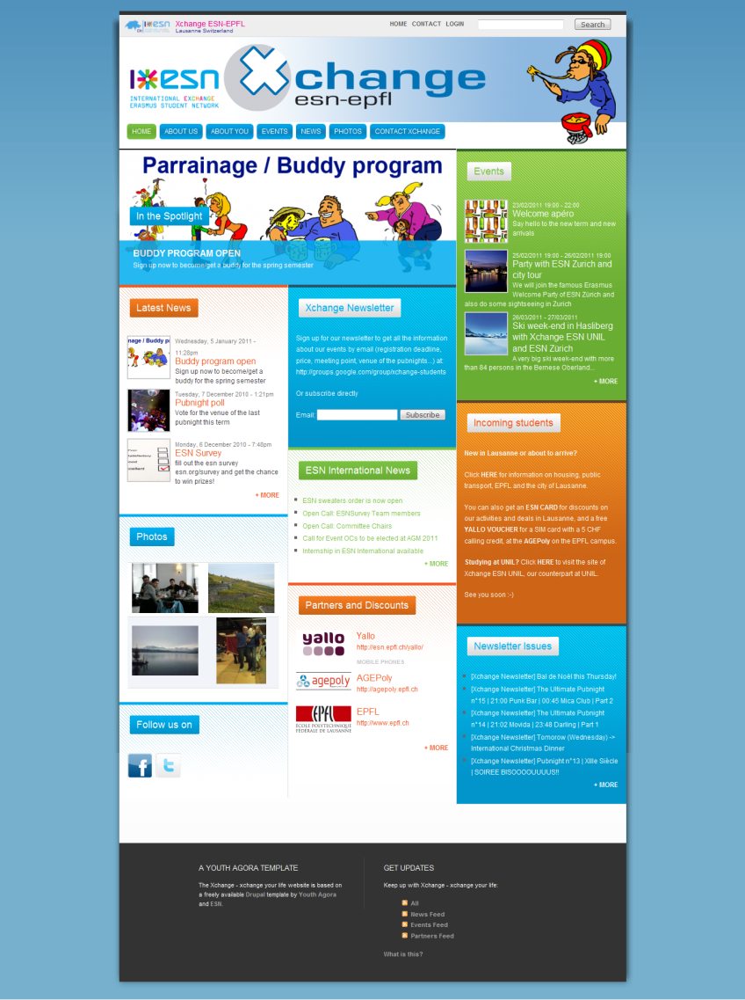 Xchange ESN-EPFL
Lausanne Switzerland
HOME CONTACT LOGIN
Search
esn
INTERNATIONAL EXCHANGE
ERASMUS STUDENT NETWORK
Xchange
esn-epfl
HOME
ABOUT US
ABOUT YOU
EVENTS
NEWS
PHOTOS
CONTACT XCHANGE
Parrainage / Buddy program
In the Spotlight
BUDDY PROGRAM OPEN
Sign up now to become/get a buddy for the spring semester
Latest News
Wednesday, 5 January 2011 -
11:28pm
Buddy program open
Sign up now to become/get a
buddy for the spring semester
Tuesday, 7 December 2010 - 1:21pm
Pubnight poll
Vote for the venue of the last
pubnight this term
Monday, 6 December 2010 - 7:48pm
ESN Survey
fill out the esn survey
esn.org/survey and get the chance
to win prizes!
+ MORE
Photos
Follow us on
Xchange Newsletter
Sign up for our newsletter to get all the information
about our events by email (registration deadline,
price, meeting point, venue of the pubnights...) at:
http://groups.google.com/group/xchange-students
Or subscribe directly
Email:
Subscribe
ESN International News
ESN sweaters order is now open
Open Call: ESNSurvey Team members
Open Call: Committee Chairs
Call for Event OCs to be elected at AGM 2011
Internship in ESN International available
+ MORE
Partners and Discounts
yallo
Yallo
http://esn.epfl.ch/yallo/
MOBILE PHONES
agepoly
AGEPoly
http://agepoly.epfl.ch
EPFL
ECOLE POLYTECHNIQUE
FEDERALE DE LAUSANNE
EPFL
http://www.epfl.ch
+ MORE
Events
23/02/2011 19:00 - 22:00
Welcome apéro
Say hello to the new term and new
arrivals
25/02/2011 19:00 - 26/02/2011 19:00
Party with ESN Zurich and
city tour
We will join the famous Erasmus
Welcome Party of ESN Zürich and
also do some sightseeing in Zurich
26/03/2011 - 27/03/2011
Ski week-end in Hasliberg
with Xchange ESN UNIL
and ESN Zürich
A very big ski week-end with more
than 84 persons in the Bernese Oberland...
+ MORE
Incoming students
New in Lausanne or about to arrive?
Click HERE for information on housing, public
transport, EPFL and the city of Lausanne.
You can also get an ESN CARD for discounts on
our activities and deals in Lausanne, and a free
YALLO VOUCHER for a SIM card with a 5 CHF
calling credit, at the AGEPoly on the EPFL campus.
Studying at UNIL? Click HERE to visit the site of
Xchange ESN UNIL, our counterpart at UNIL.
See you soon :-)
Newsletter Issues
[Xchange Newsletter] Bal de Noël this Thursday!
[Xchange Newsletter] The Ultimate Pubnight
n°15 | 21:00 Punk Bar | 00:45 Mica Club | Part 2
[Xchange Newsletter] The Ultimate Pubnight
n°14 | 21:02 Movida | 23:48 Darling | Part 1
[Xchange Newsletter] Tomorow (Wednesday) ->
International Christmas Dinner
[Xchange Newsletter] Pubnight n°13 | XIIIe Siècle
| SOIREE BISOOOOUUUUS!!
+ MORE
A YOUTH AGORA TEMPLATE
The Xchange - xchange your life website is based on
a freely available Drupal template by Youth Agora
and ESN.
GET UPDATES
Keep up with Xchange - xchange your life:
All
News Feed
Events Feed
Partners Feed
What is this?